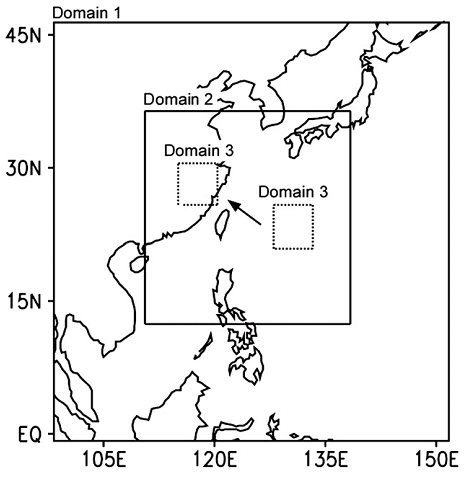 Domain 1
45N
Domain 2
Domain 3
30N
Domain 3
15N
EQ
105E 120E 135E 150E